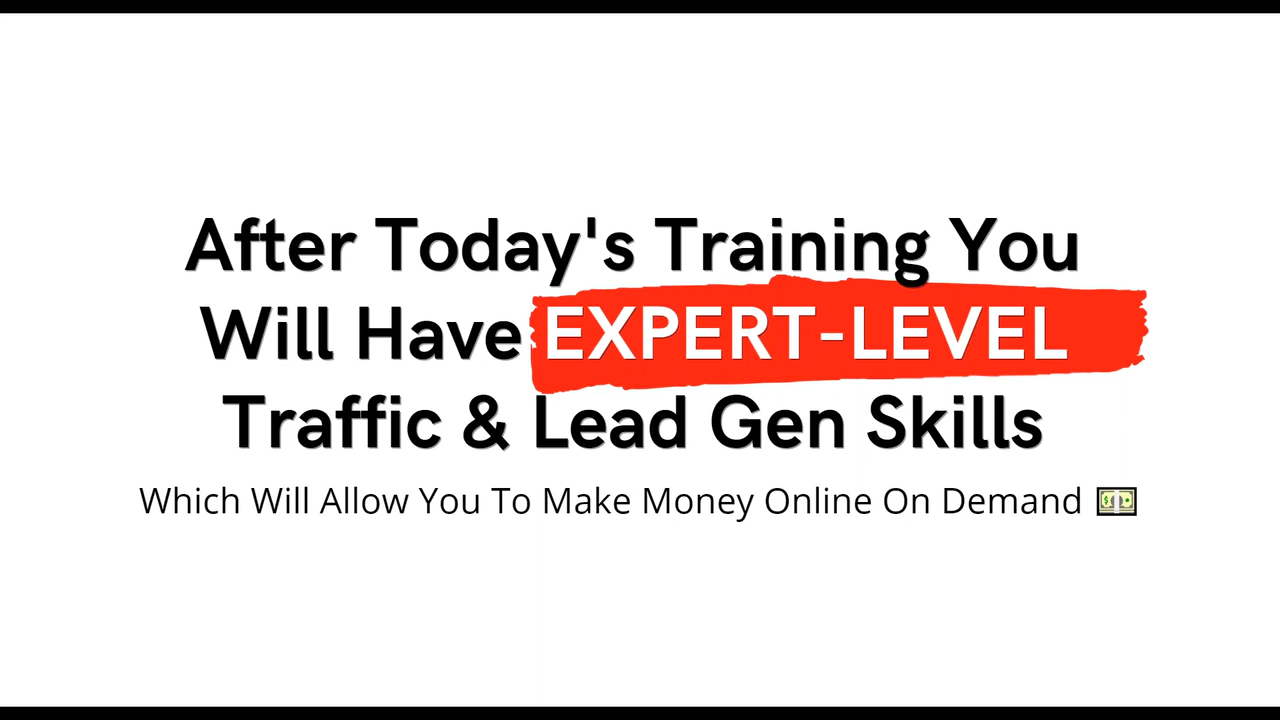 After Today's Training You
Will Have EXPERT-LEVEL
Traffic & Lead Gen Skills
Which Will Allow You To Make Money Online On Demand 💵